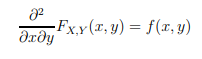 ∂²/∂x∂y F_{X,Y}(x, y) = f(x, y)